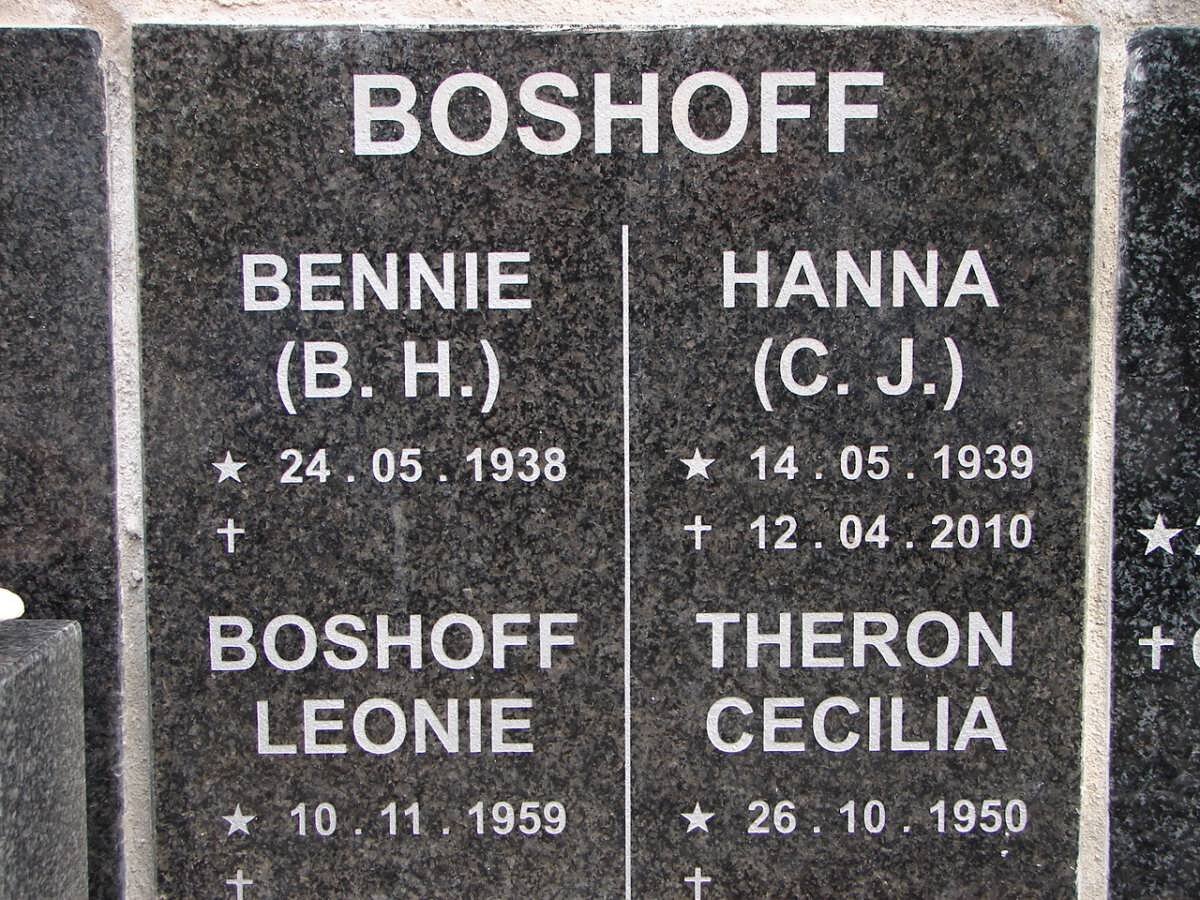 BOSHOFF
BENNIE
(B. H.)
★ 24 . 05 . 1938
✝
HANNA
(C. J.)
★ 14 . 05 . 1939
✝ 12 . 04 . 2010
BOSHOFF
LEONIE
★ 10 . 11 . 1959
✝
THERON
CECILIA
★ 26 . 10 . 1950
✝
★
✝